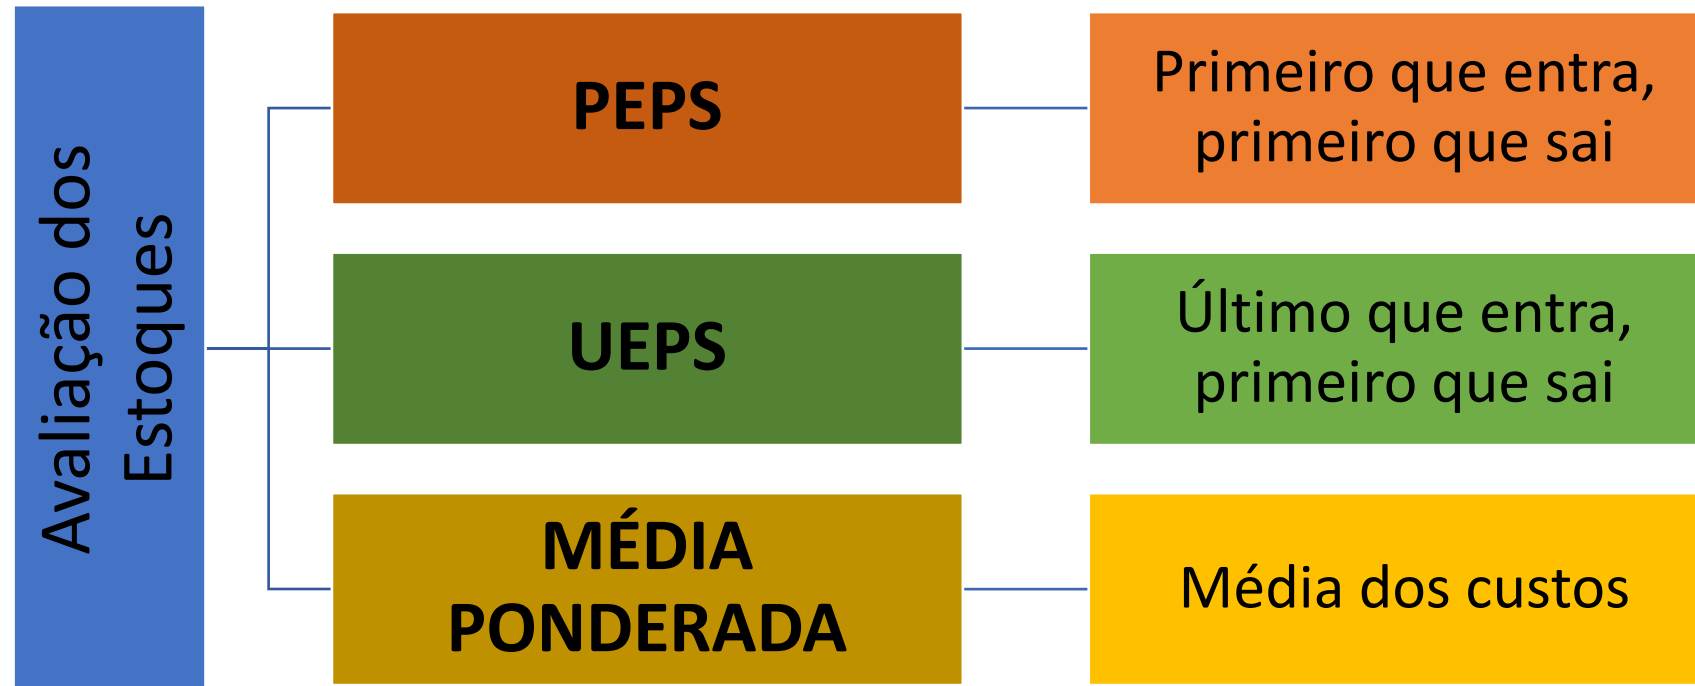 Avaliação dos
Estoques
PEPS
Primeiro que entra,
primeiro que sai
UEPS
Último que entra,
primeiro que sai
MÉDIA
PONDERADA
Média dos custos